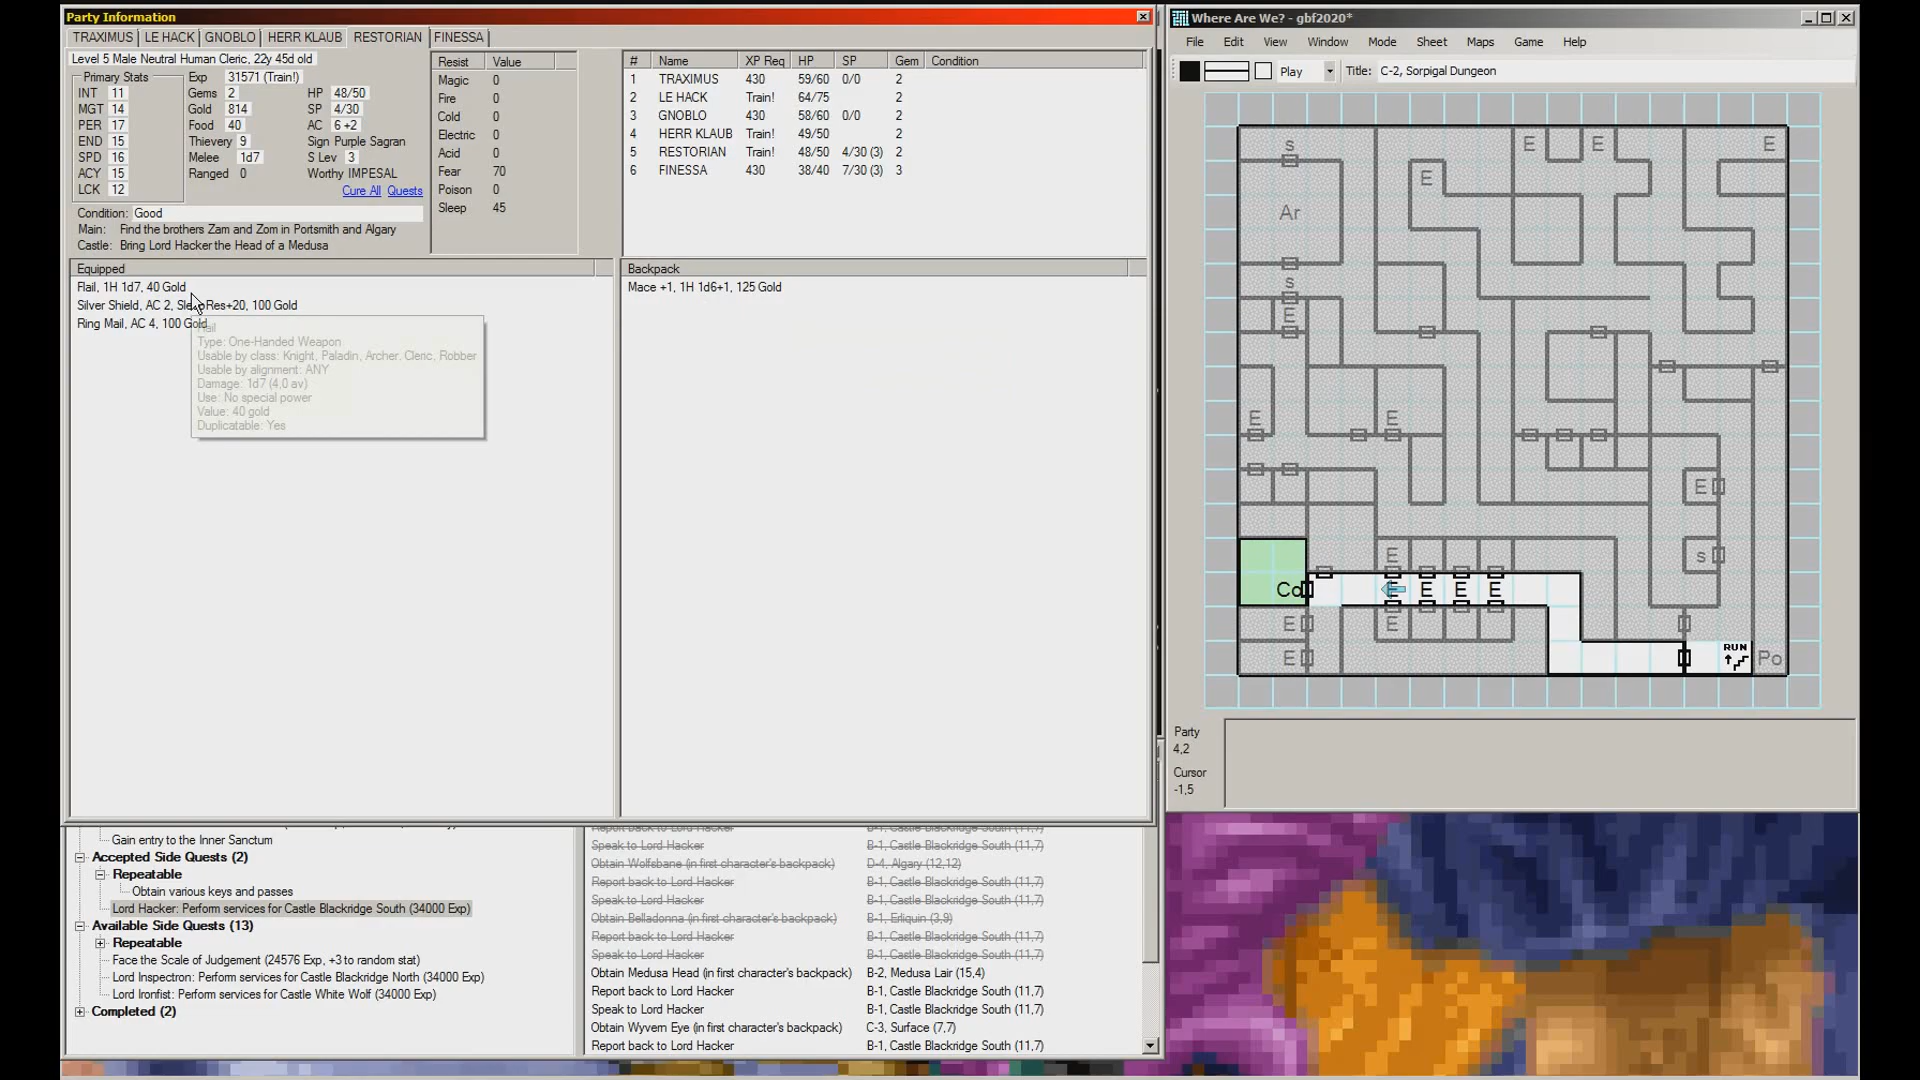 Party Information
TRAXIMUS LE HACK GNOBLO HERR KLAUB RESTORIAN FINESSA
Level 5 Male Neutral Human Cleric, 22y 45d old
Primary Stats
INT 11
MGT 14
PER 17
END 15
SPD 16
ACY 15
LCK 12
Exp 31571 (Train!)
Gems 2 HP 48/50
Gold 814 SP 4/30
Food 40 AC 6 +2
Thievery 9 Sign Purple Sagran
Melee 1d7 S Lev 3
Ranged 0 Worthy IMPESAL
Cure All Quests
Condition: Good
Main: Find the brothers Zam and Zom in Portsmith and Algary
Castle: Bring Lord Hacker the Head of a Medusa
Resist Value
Magic 0
Fire 0
Cold 0
Electric 0
Acid 0
Fear 70
Poison 0
Sleep 45
# Name XP Req HP SP Gem Condition
1 TRAXIMUS 430 59/60 0/0 2
2 LE HACK Train! 64/75 2
3 GNOBLO 430 58/60 0/0 2
4 HERR KLAUB Train! 49/50 2
5 RESTORIAN Train! 48/50 4/30 (3) 2
6 FINESSA 430 38/40 7/30 (3) 3
Equipped
Flail, 1H 1d7, 40 Gold
Silver Shield, AC 2, Sleep Res+20, 100 Gold
Ring Mail, AC 4, 100 Gold
Flail
Type: One-Handed Weapon
Usable by class: Knight, Paladin, Archer, Cleric, Robber
Usable by alignment: ANY
Damage: 1d7 (4.0 av)
Use: No special power
Value: 40 gold
Duplicatable: Yes
Backpack
Mace +1, 1H 1d6+1, 125 Gold
Gain entry to the Inner Sanctum
Accepted Side Quests (2)
Repeatable
Obtain various keys and passes
Lord Hacker: Perform services for Castle Blackridge South (34000 Exp)
Available Side Quests (13)
Repeatable
Face the Scale of Judgement (24576 Exp, +3 to random stat)
Lord Inspectron: Perform services for Castle Blackridge North (34000 Exp)
Lord Ironfist: Perform services for Castle White Wolf (34000 Exp)
Completed (2)
Report back to Lord Hacker B-1, Castle Blackridge South (11,7)
Speak to Lord Hacker B-1, Castle Blackridge South (11,7)
Obtain Wolfsbane (in first character's backpack) D-4, Algary (12,12)
Report back to Lord Hacker B-1, Castle Blackridge South (11,7)
Speak to Lord Hacker B-1, Castle Blackridge South (11,7)
Obtain Belladonna (in first character's backpack) B-1, Erliquin (3,9)
Report back to Lord Hacker B-1, Castle Blackridge South (11,7)
Speak to Lord Hacker B-1, Castle Blackridge South (11,7)
Obtain Medusa Head (in first character's backpack) B-2, Medusa Lair (15,4)
Report back to Lord Hacker B-1, Castle Blackridge South (11,7)
Speak to Lord Hacker B-1, Castle Blackridge South (11,7)
Obtain Wyvern Eye (in first character's backpack) C-3, Surface (7,7)
Report back to Lord Hacker B-1, Castle Blackridge South (11,7)
Where Are We? - gbf2020*
File Edit View Window Mode Sheet Maps Game Help
Play Title: C-2, Sorpigal Dungeon
s E E E
E
Ar
s
E
E E
E
E s
Co E E E E
E E
RUN
E Po
Party
4,2
Cursor
-1,5